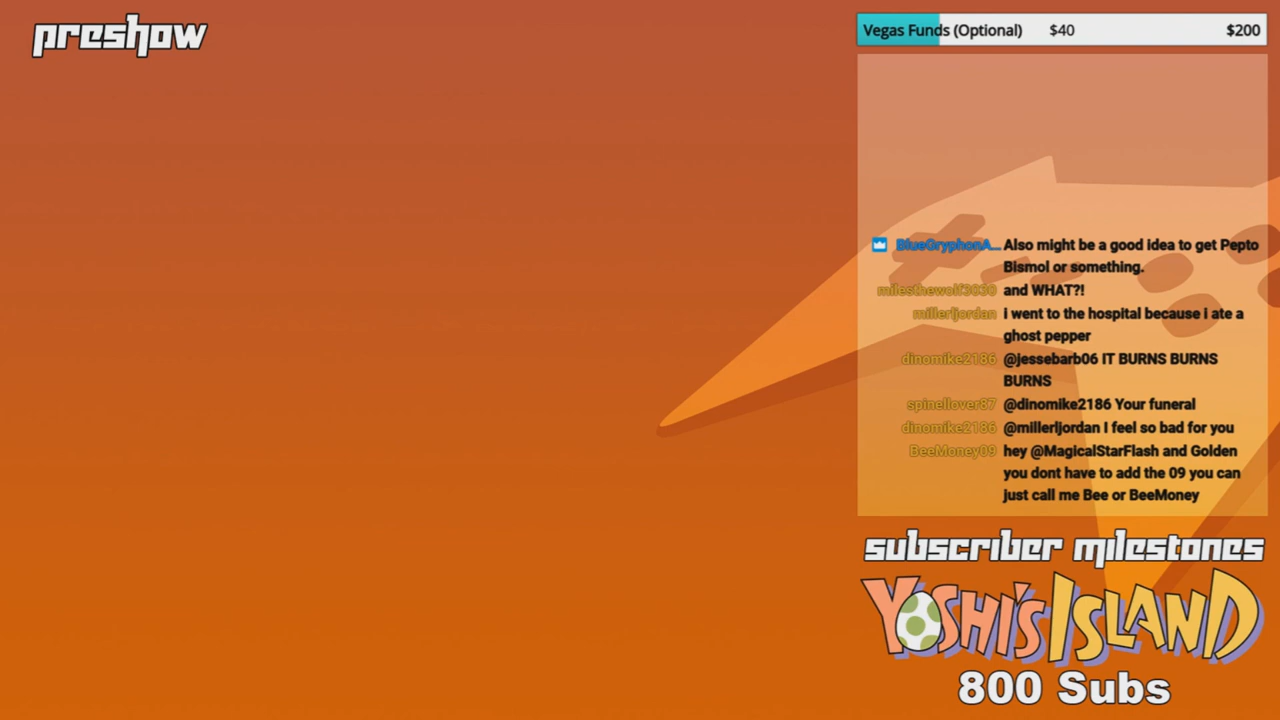 preshow
Vegas Funds (Optional) $40 $200
BlueGryphonA... Also might be a good idea to get Pepto
Bismol or something.
milesthewolf3030 and WHAT?!
millerljordan i went to the hospital because i ate a
ghost pepper
dinomike2186 @jessebarb06 IT BURNS BURNS
BURNS
spinellover87 @dinomike2186 Your funeral
dinomike2186 @millerljordan I feel so bad for you
BeeMoney09 hey @MagicalStarFlash and Golden
you dont have to add the 09 you can
just call me Bee or BeeMoney
subscriber milestones
YOSHI'S ISLAND
800 Subs